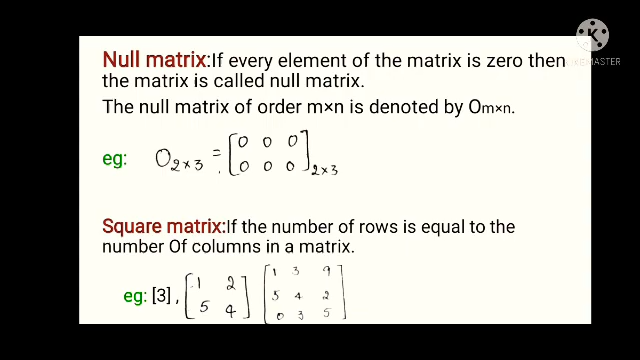 Null matrix:If every element of the matrix is zero then
the matrix is called null matrix.
The null matrix of order m×n is denoted by Om×n.
eg: O2×3 = [0 0 0
0 0 0]2×3
Square matrix:If the number of rows is equal to the
number Of columns in a matrix.
eg: [3] , [1 2 [1 3 9
5 4] 5 4 2
0 3 5]
K
KEMASTER